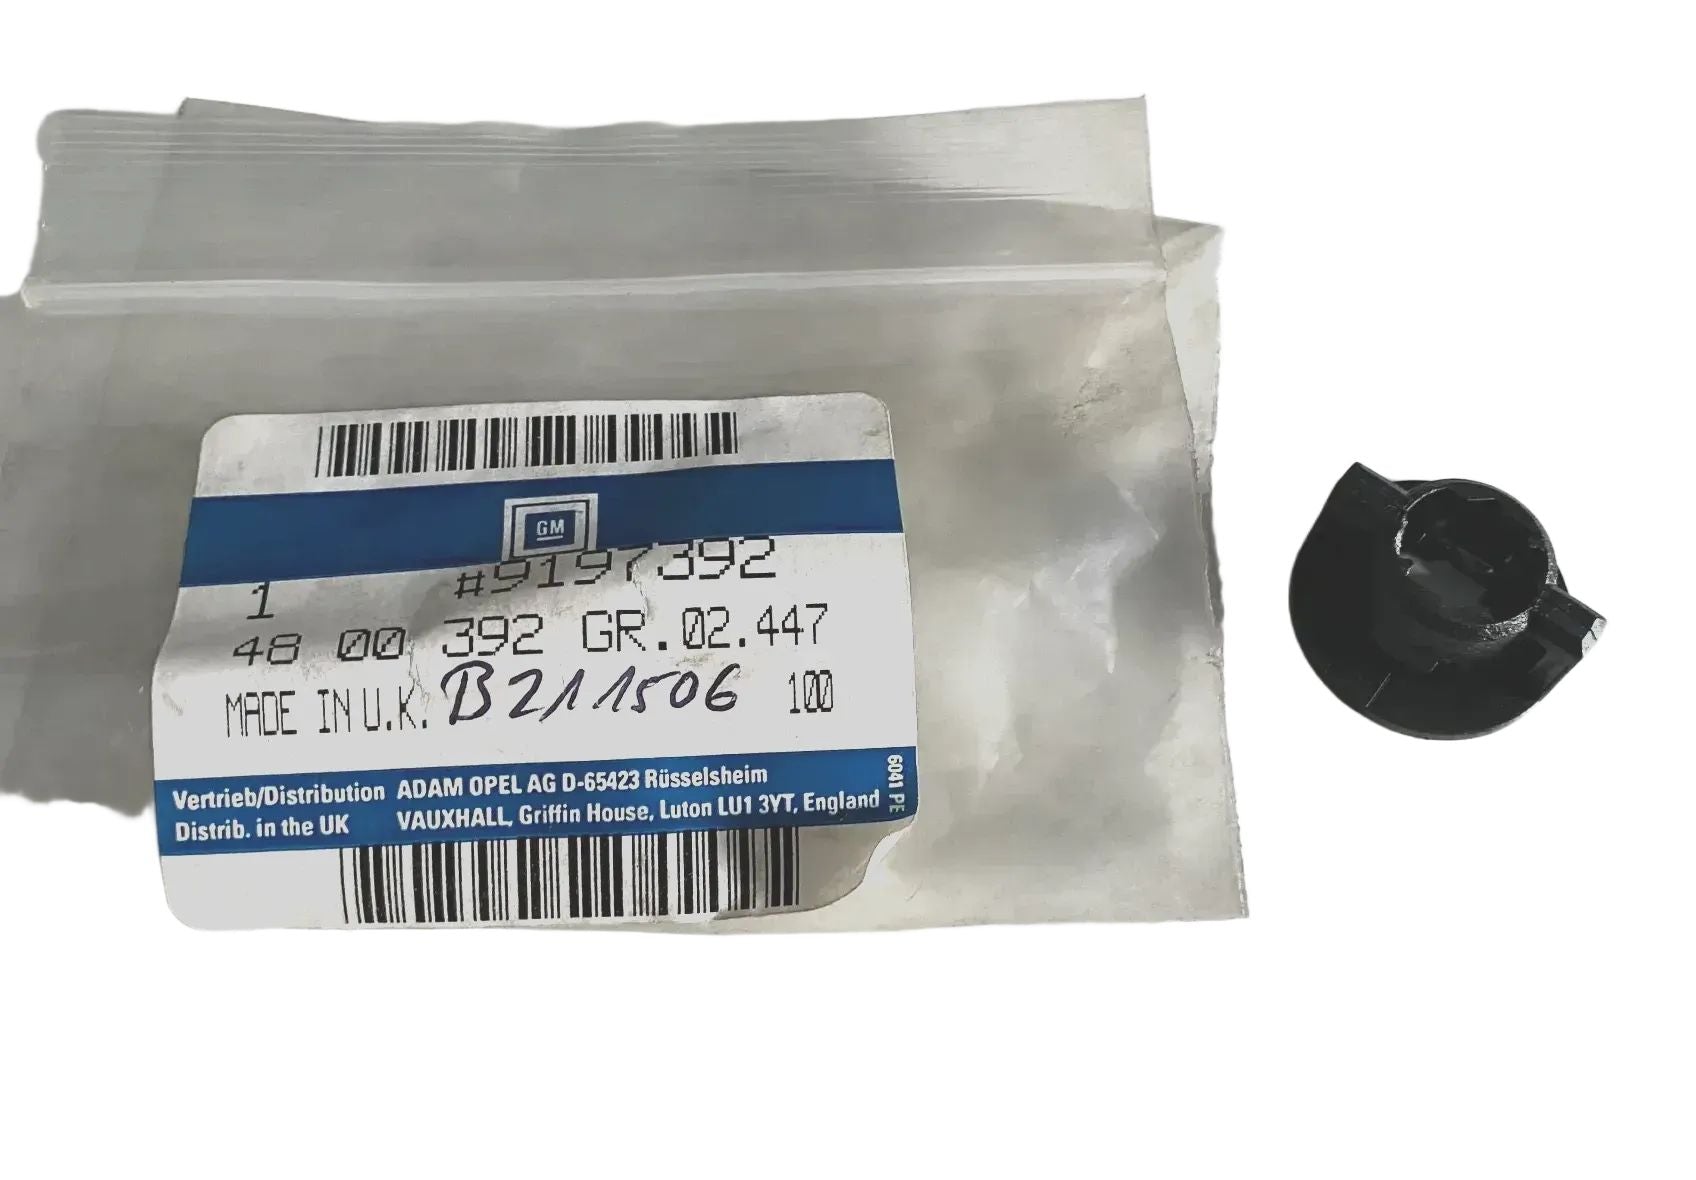 GM
1 #9197392
48 00 392 GR.02.447
MADE IN U.K. B211506 100
Vertrieb/Distribution ADAM OPEL AG D-65423 Rüsselsheim
Distrib. in the UK VAUXHALL, Griffin House, Luton LU1 3YT, England
6041 PE